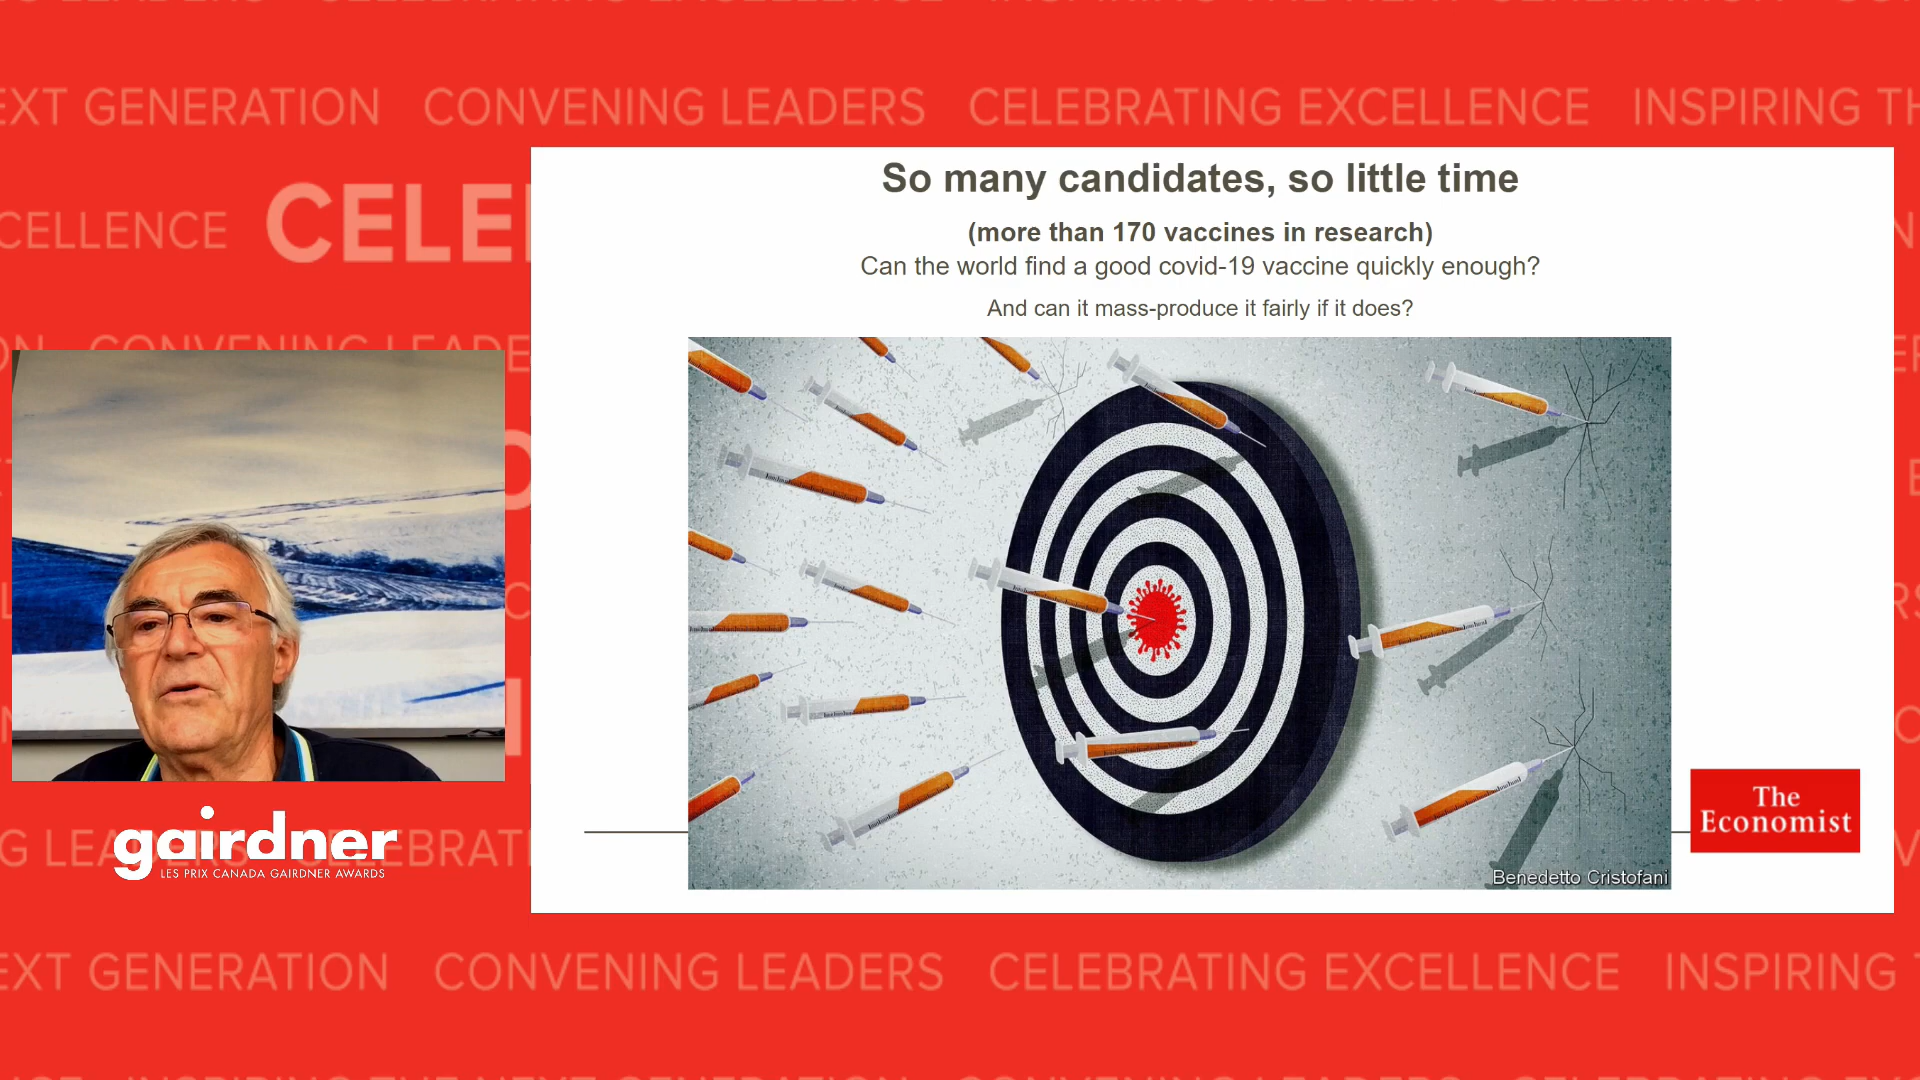 EXT GENERATION CONVENING LEADERS CELEBRATING EXCELLENCE INSPIRING TH
CELLENCE CELE
So many candidates, so little time
(more than 170 vaccines in research)
Can the world find a good covid-19 vaccine quickly enough?
And can it mass-produce it fairly if it does?
The
Economist
Benedetto Cristofani
gairdner
LES PRIX CANADA GAIRDNER AWARDS
EXT GENERATION CONVENING LEADERS CELEBRATING EXCELLENCE INSPIRING